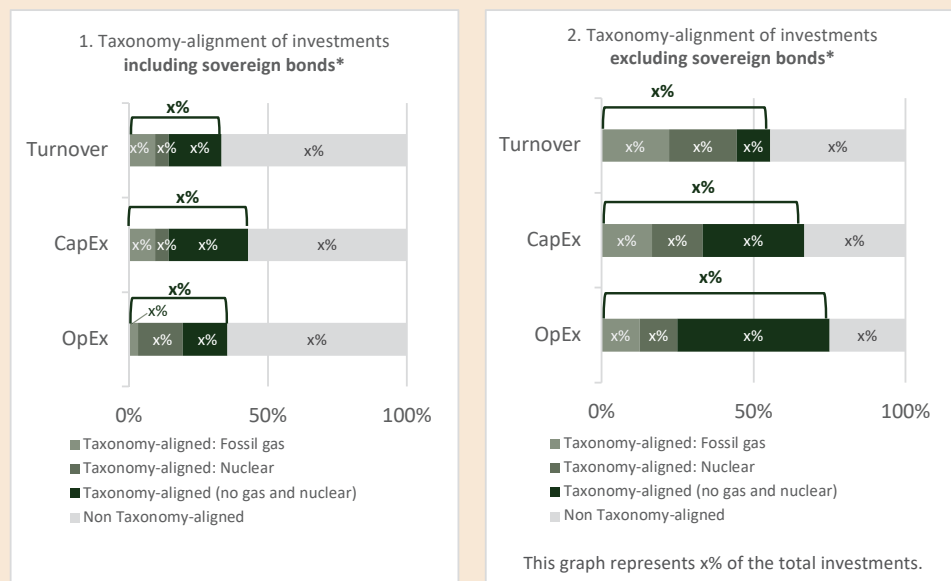 1. Taxonomy-alignment of investments
including sovereign bonds*
x%
Turnover
x% x% x% x%
x%
CapEx
x% x% x% x%
x%
x%
OpEx
x% x% x%
0% 50% 100%
Taxonomy-aligned: Fossil gas
Taxonomy-aligned: Nuclear
Taxonomy-aligned (no gas and nuclear)
Non Taxonomy-aligned
2. Taxonomy-alignment of investments
excluding sovereign bonds*
x%
Turnover
x% x% x% x%
x%
CapEx
x% x% x% x%
x%
OpEx
x% x% x% x%
0% 50% 100%
Taxonomy-aligned: Fossil gas
Taxonomy-aligned: Nuclear
Taxonomy-aligned (no gas and nuclear)
Non Taxonomy-aligned
This graph represents x% of the total investments.